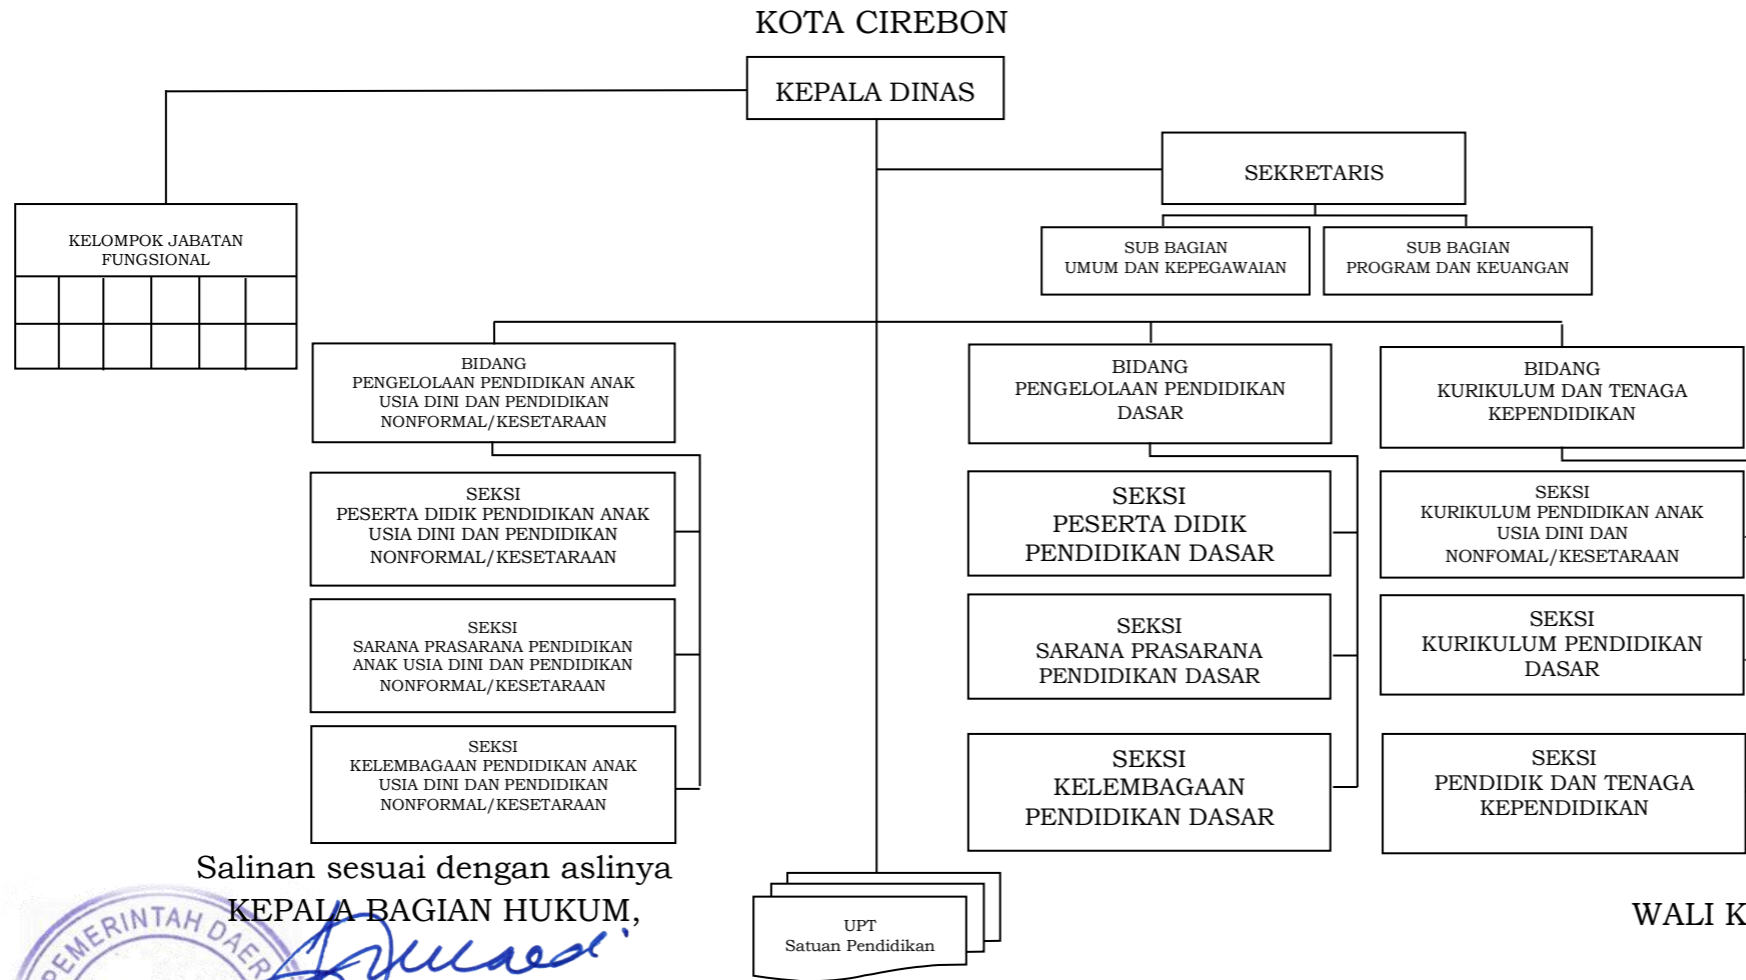 KOTA CIREBON
KEPALA DINAS
SEKRETARIS
KELOMPOK JABATAN
FUNGSIONAL
SUB BAGIAN
UMUM DAN KEPEGAWAIAN
SUB BAGIAN
PROGRAM DAN KEUANGAN
BIDANG
PENGELOLAAN PENDIDIKAN ANAK
USIA DINI DAN PENDIDIKAN
NONFORMAL/KESETARAAN
BIDANG
PENGELOLAAN PENDIDIKAN
DASAR
BIDANG
KURIKULUM DAN TENAGA
KEPENDIDIKAN
SEKSI
PESERTA DIDIK PENDIDIKAN ANAK
USIA DINI DAN PENDIDIKAN
NONFORMAL/KESETARAAN
SEKSI
PESERTA DIDIK
PENDIDIKAN DASAR
SEKSI
KURIKULUM PENDIDIKAN ANAK
USIA DINI DAN
NONFOMAL/KESETARAAN
SEKSI
SARANA PRASARANA PENDIDIKAN
ANAK USIA DINI DAN PENDIDIKAN
NONFORMAL/KESETARAAN
SEKSI
SARANA PRASARANA
PENDIDIKAN DASAR
SEKSI
KURIKULUM PENDIDIKAN
DASAR
SEKSI
KELEMBAGAAN PENDIDIKAN ANAK
USIA DINI DAN PENDIDIKAN
NONFORMAL/KESETARAAN
SEKSI
KELEMBAGAAN
PENDIDIKAN DASAR
SEKSI
PENDIDIK DAN TENAGA
KEPENDIDIKAN
Salinan sesuai dengan aslinya
KEPALA BAGIAN HUKUM,
PEMERINTAH DAER
UPT
Satuan Pendidikan
WALI K